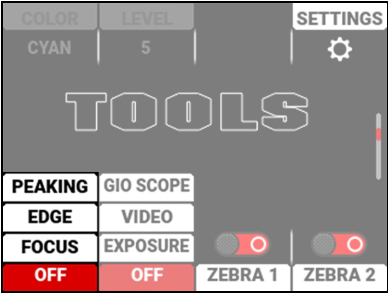 COLOR LEVEL SETTINGS
CYAN 5
TOOLS
PEAKING GIO SCOPE
EDGE VIDEO
FOCUS EXPOSURE
OFF OFF ZEBRA 1 ZEBRA 2